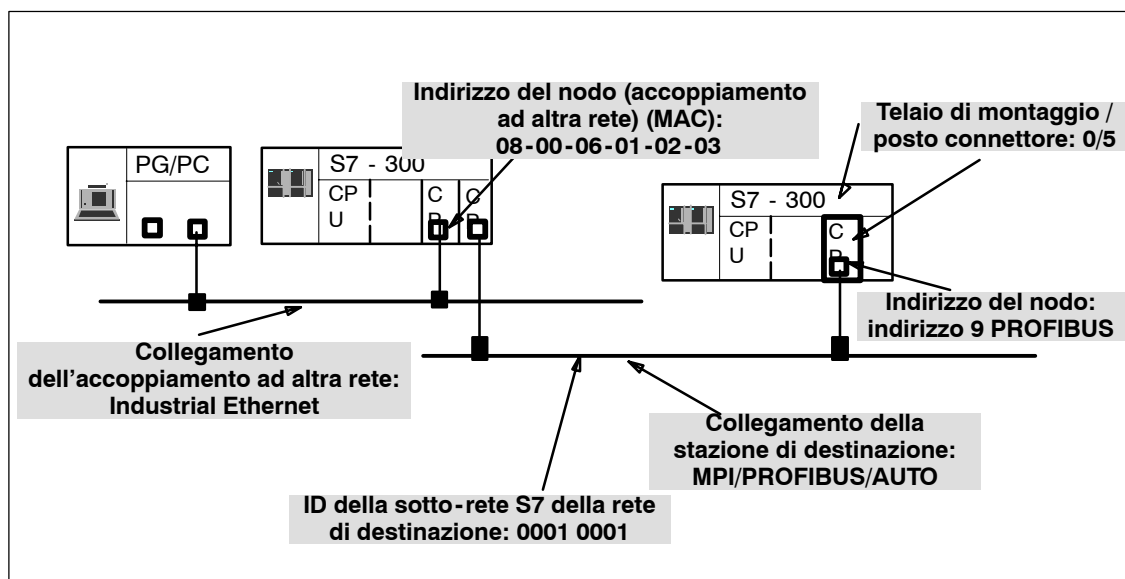 Indirizzo del nodo (accoppiamento
ad altra rete) (MAC):
08-00-06-01-02-03
Telaio di montaggio /
posto connettore: 0/5
PG/PC
S7 - 300
CP
U
C
P
C
P
S7 - 300
CP
U
C
P
Indirizzo del nodo:
indirizzo 9 PROFIBUS
Collegamento
dell'accoppiamento ad altra rete:
Industrial Ethernet
Collegamento della
stazione di destinazione:
MPI/PROFIBUS/AUTO
ID della sotto-rete S7 della rete
di destinazione: 0001 0001